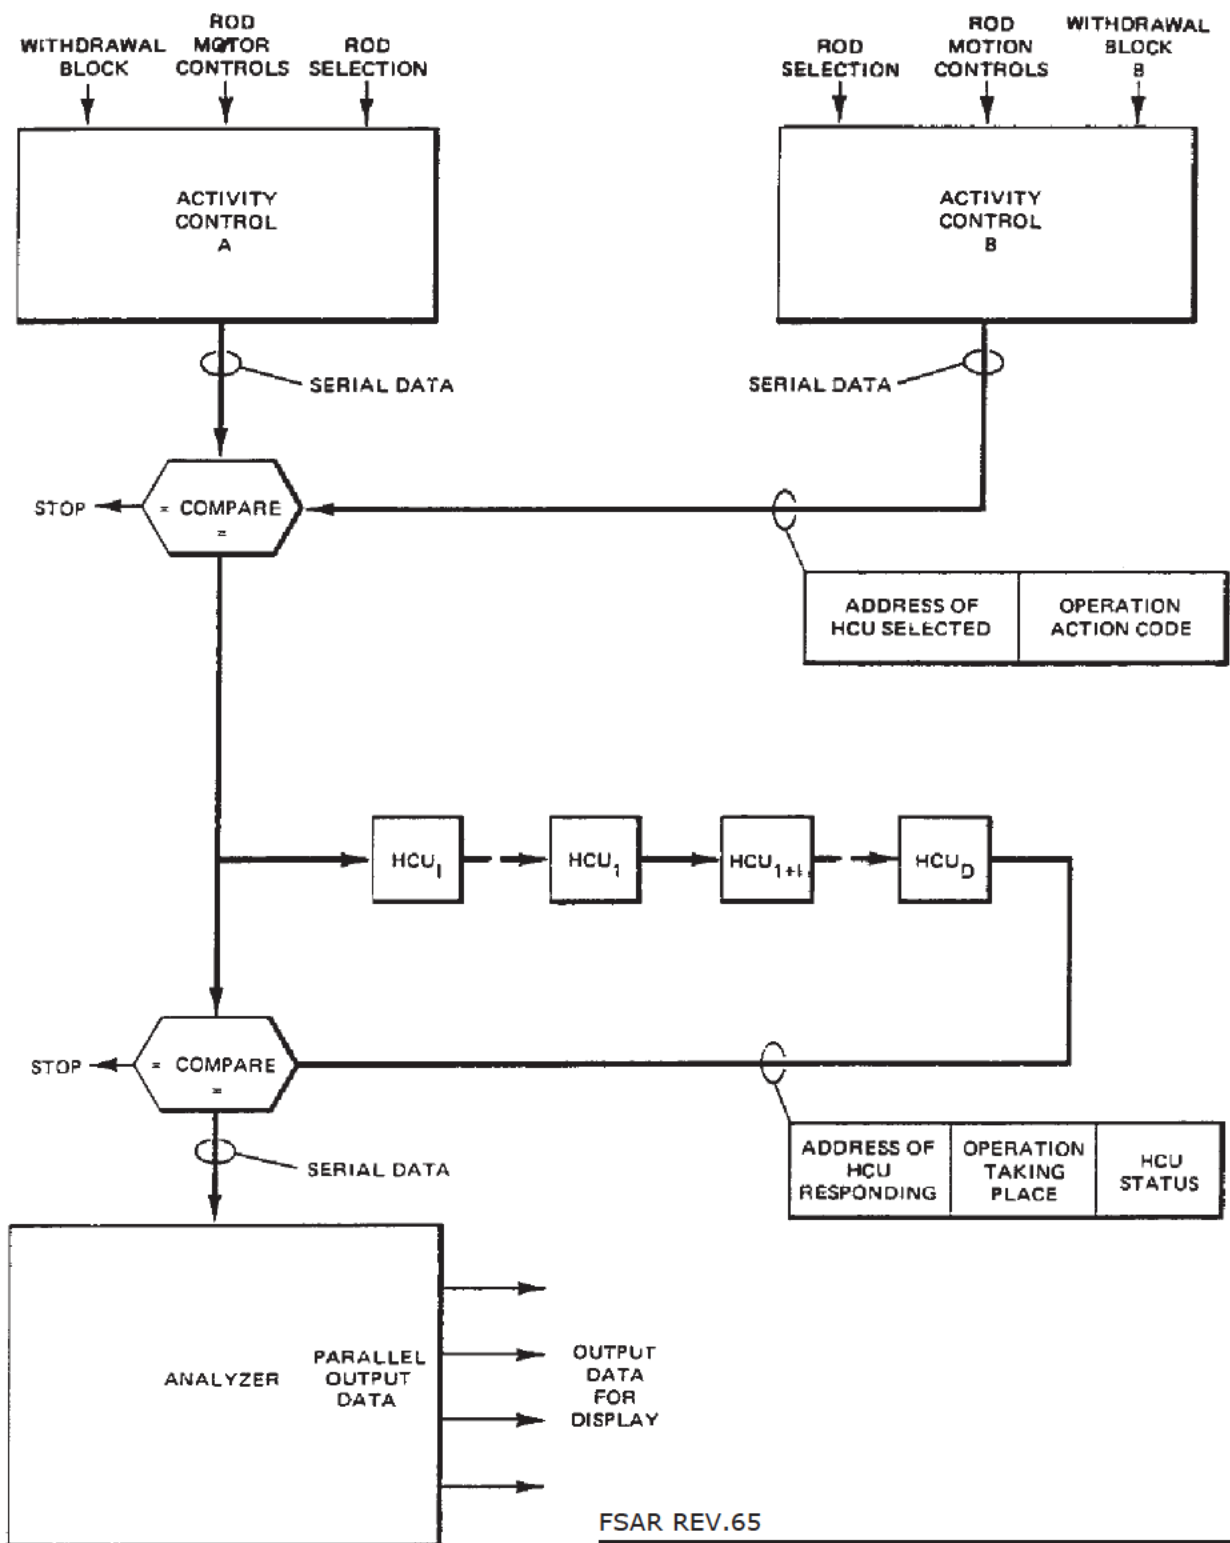 WITHDRAWAL
BLOCK
ROD
MOTOR
CONTROLS
ROD
SELECTION
ROD
SELECTION
ROD
MOTION
CONTROLS
WITHDRAWAL
BLOCK
B
ACTIVITY
CONTROL
A
ACTIVITY
CONTROL
B
SERIAL DATA
SERIAL DATA
STOP
= COMPARE
=
ADDRESS OF
HCU SELECTED
OPERATION
ACTION CODE
HCU I
HCU 1
HCU 1+I
HCU D
STOP
= COMPARE
=
SERIAL DATA
ADDRESS OF
HCU
RESPONDING
OPERATION
TAKING
PLACE
HCU
STATUS
ANALYZER
PARALLEL
OUTPUT
DATA
OUTPUT
DATA
FOR
DISPLAY
FSAR REV.65